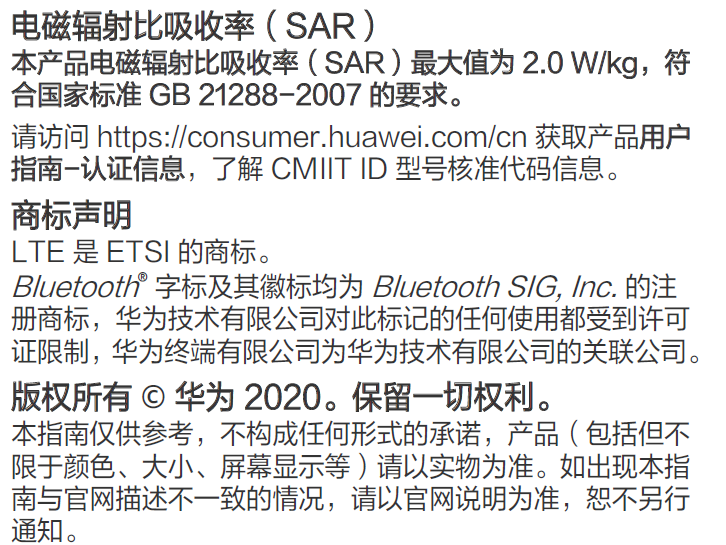 电磁辐射比吸收率（SAR）
本产品电磁辐射比吸收率（SAR）最大值为 2.0 W/kg，符
合国家标准 GB 21288-2007 的要求。
请访问 https://consumer.huawei.com/cn 获取产品用户
指南-认证信息，了解 CMIIT ID 型号核准代码信息。
商标声明
LTE 是 ETSI 的商标。
Bluetooth® 字标及其徽标均为 Bluetooth SIG, Inc. 的注
册商标，华为技术有限公司对此标记的任何使用都受到许可
证限制，华为终端有限公司为华为技术有限公司的关联公司。
版权所有 © 华为 2020。保留一切权利。
本指南仅供参考，不构成任何形式的承诺，产品（包括但不
限于颜色、大小、屏幕显示等）请以实物为准。如出现本指
南与官网描述不一致的情况，请以官网说明为准，恕不另行
通知。